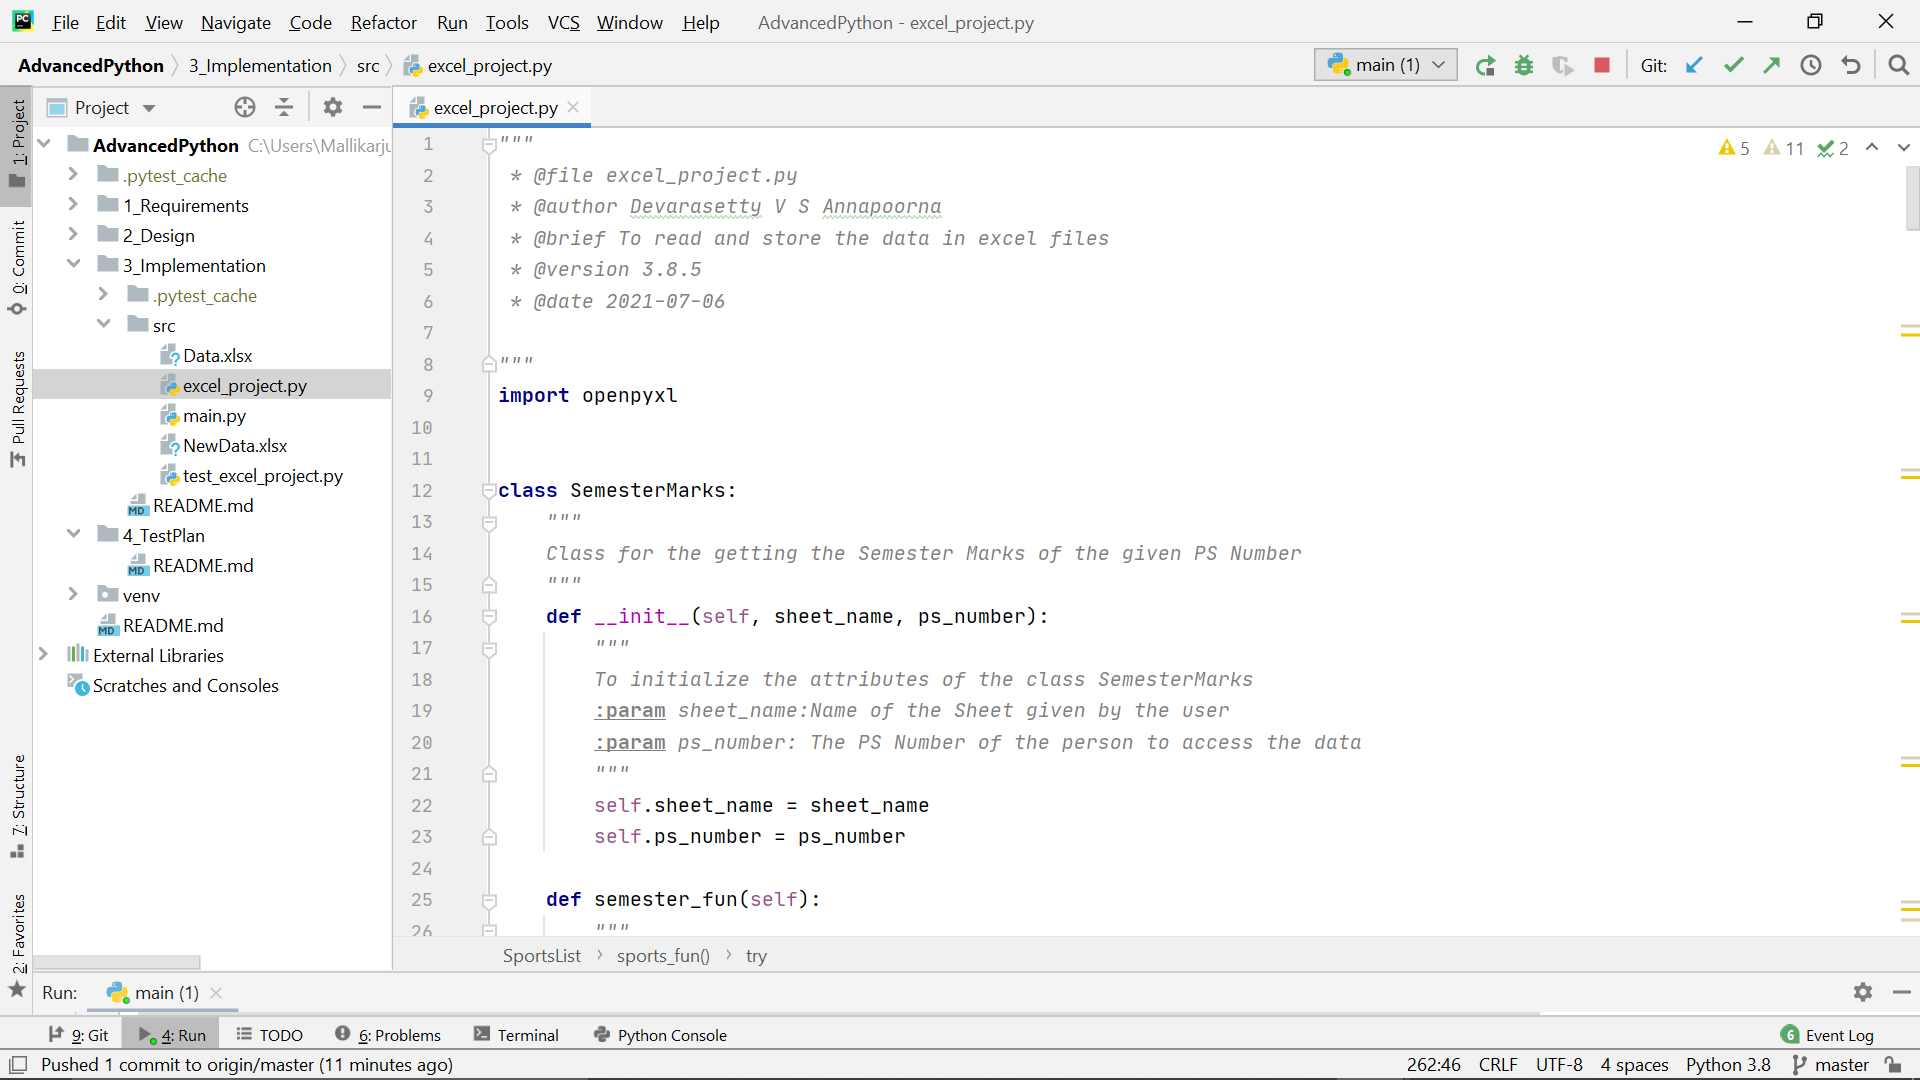 File Edit View Navigate Code Refactor Run Tools VCS Window Help AdvancedPython - excel_project.py
AdvancedPython 3_Implementation src excel_project.py main (1) Git:
Project excel_project.py
1: Project
0: Commit
Pull Requests
7: Structure
2: Favorites
AdvancedPython C:\Users\Mallikarju
.pytest_cache
1_Requirements
2_Design
3_Implementation
.pytest_cache
src
Data.xlsx
excel_project.py
main.py
NewData.xlsx
test_excel_project.py
README.md
4_TestPlan
README.md
venv
README.md
External Libraries
Scratches and Consoles
5 11 2
1 """
2 * @file excel_project.py
3 * @author Devarasetty V S Annapoorna
4 * @brief To read and store the data in excel files
5 * @version 3.8.5
6 * @date 2021-07-06
7
8 """
9 import openpyxl
10
11
12 class SemesterMarks:
13 """
14 Class for the getting the Semester Marks of the given PS Number
15 """
16 def __init__(self, sheet_name, ps_number):
17 """
18 To initialize the attributes of the class SemesterMarks
19 :param sheet_name:Name of the Sheet given by the user
20 :param ps_number: The PS Number of the person to access the data
21 """
22 self.sheet_name = sheet_name
23 self.ps_number = ps_number
24
25 def semester_fun(self):
26 """
SportsList sports_fun() try
Run: main (1)
9: Git 4: Run TODO 6: Problems Terminal Python Console 6 Event Log
Pushed 1 commit to origin/master (11 minutes ago) 262:46 CRLF UTF-8 4 spaces Python 3.8 master